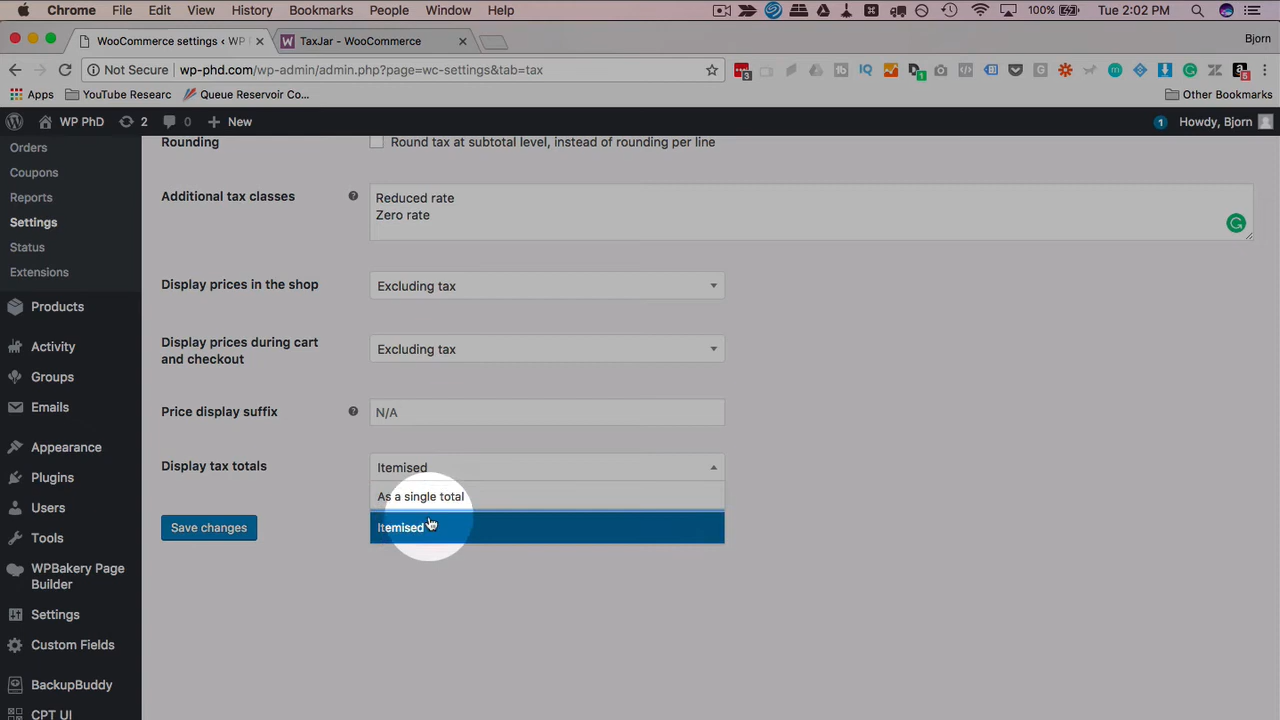 Chrome File Edit View History Bookmarks People Window Help 100% Tue 2:02 PM
WooCommerce settings ‹ WP TaxJar - WooCommerce Bjorn
Not Secure wp-phd.com/wp-admin/admin.php?page=wc-settings&tab=tax
Apps YouTube Researc Queue Reservoir Co... Other Bookmarks
WP PhD 2 0 New 1 Howdy, Bjorn
Orders
Coupons
Reports
Settings
Status
Extensions
Products
Activity
Groups
Emails
Appearance
Plugins
Users
Tools
WPBakery Page
Builder
Settings
Custom Fields
BackupBuddy
CPT UI
Rounding Round tax at subtotal level, instead of rounding per line
Additional tax classes Reduced rate
Zero rate
Display prices in the shop Excluding tax
Display prices during cart
and checkout Excluding tax
Price display suffix N/A
Display tax totals Itemised
As a single total
Itemised
Save changes